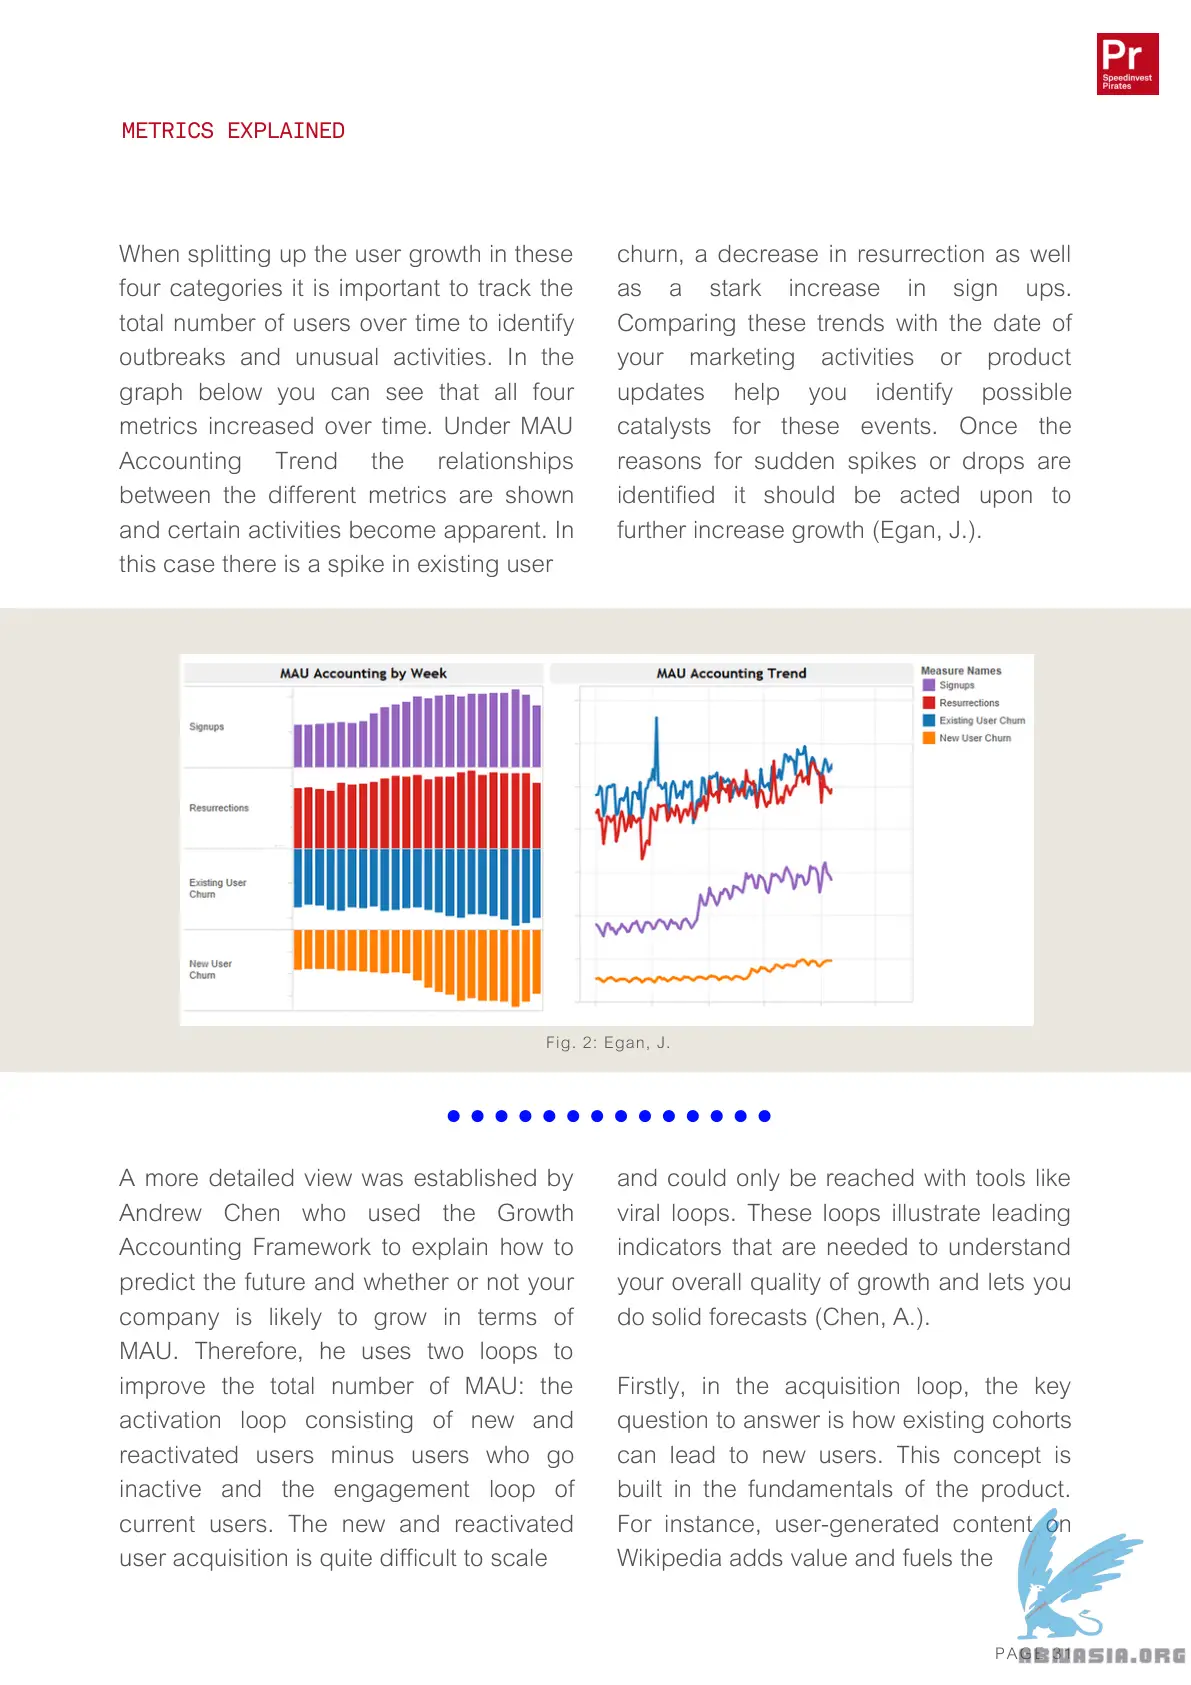 Pr
Speedinvest
Pirates
METRICS EXPLAINED
When splitting up the user growth in these
four categories it is important to track the
total number of users over time to identify
outbreaks and unusual activities. In the
graph below you can see that all four
metrics increased over time. Under MAU
Accounting Trend the relationships
between the different metrics are shown
and certain activities become apparent. In
this case there is a spike in existing user
churn, a decrease in resurrection as well
as a stark increase in sign ups.
Comparing these trends with the date of
your marketing activities or product
updates help you identify possible
catalysts for these events. Once the
reasons for sudden spikes or drops are
identified it should be acted upon to
further increase growth (Egan, J.).
MAU Accounting by Week
Signups
Resurrections
Existing User
Churn
New User
Churn
MAU Accounting Trend
Measure Names
Signups
Resurrections
Existing User Churn
New User Churn
Fig. 2: Egan, J.
A more detailed view was established by
Andrew Chen who used the Growth
Accounting Framework to explain how to
predict the future and whether or not your
company is likely to grow in terms of
MAU. Therefore, he uses two loops to
improve the total number of MAU: the
activation loop consisting of new and
reactivated users minus users who go
inactive and the engagement loop of
current users. The new and reactivated
user acquisition is quite difficult to scale
and could only be reached with tools like
viral loops. These loops illustrate leading
indicators that are needed to understand
your overall quality of growth and lets you
do solid forecasts (Chen, A.).
Firstly, in the acquisition loop, the key
question to answer is how existing cohorts
can lead to new users. This concept is
built in the fundamentals of the product.
For instance, user-generated content on
Wikipedia adds value and fuels the
PAGE 31
ABINASIA.ORG